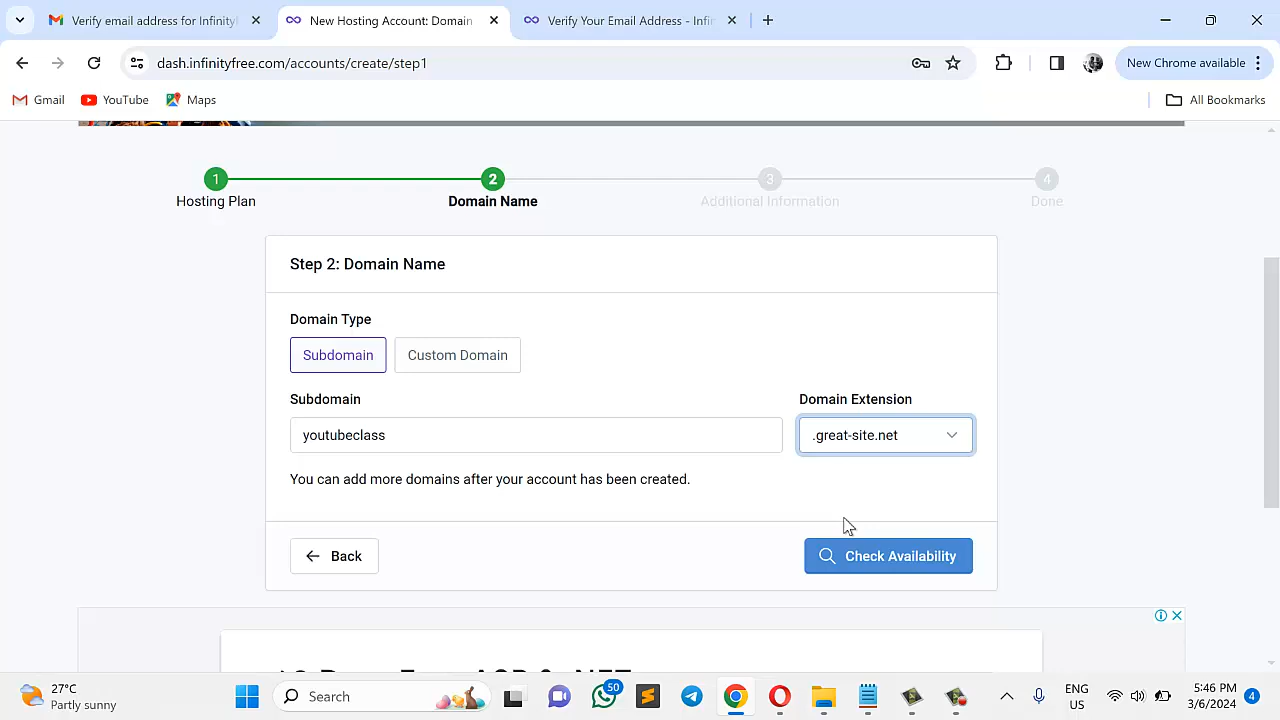 Verify email address for Infinity
New Hosting Account: Domain
Verify Your Email Address - Infin
dash.infinityfree.com/accounts/create/step1
New Chrome available
Gmail
YouTube
Maps
All Bookmarks
1
2
3
4
Hosting Plan
Domain Name
Additional Information
Done
Step 2: Domain Name
Domain Type
Subdomain
Custom Domain
Subdomain
Domain Extension
youtubeclass
.great-site.net
You can add more domains after your account has been created.
Back
Check Availability
27°C
Partly sunny
Search
50
ENG
US
5:46 PM
3/6/2024
4